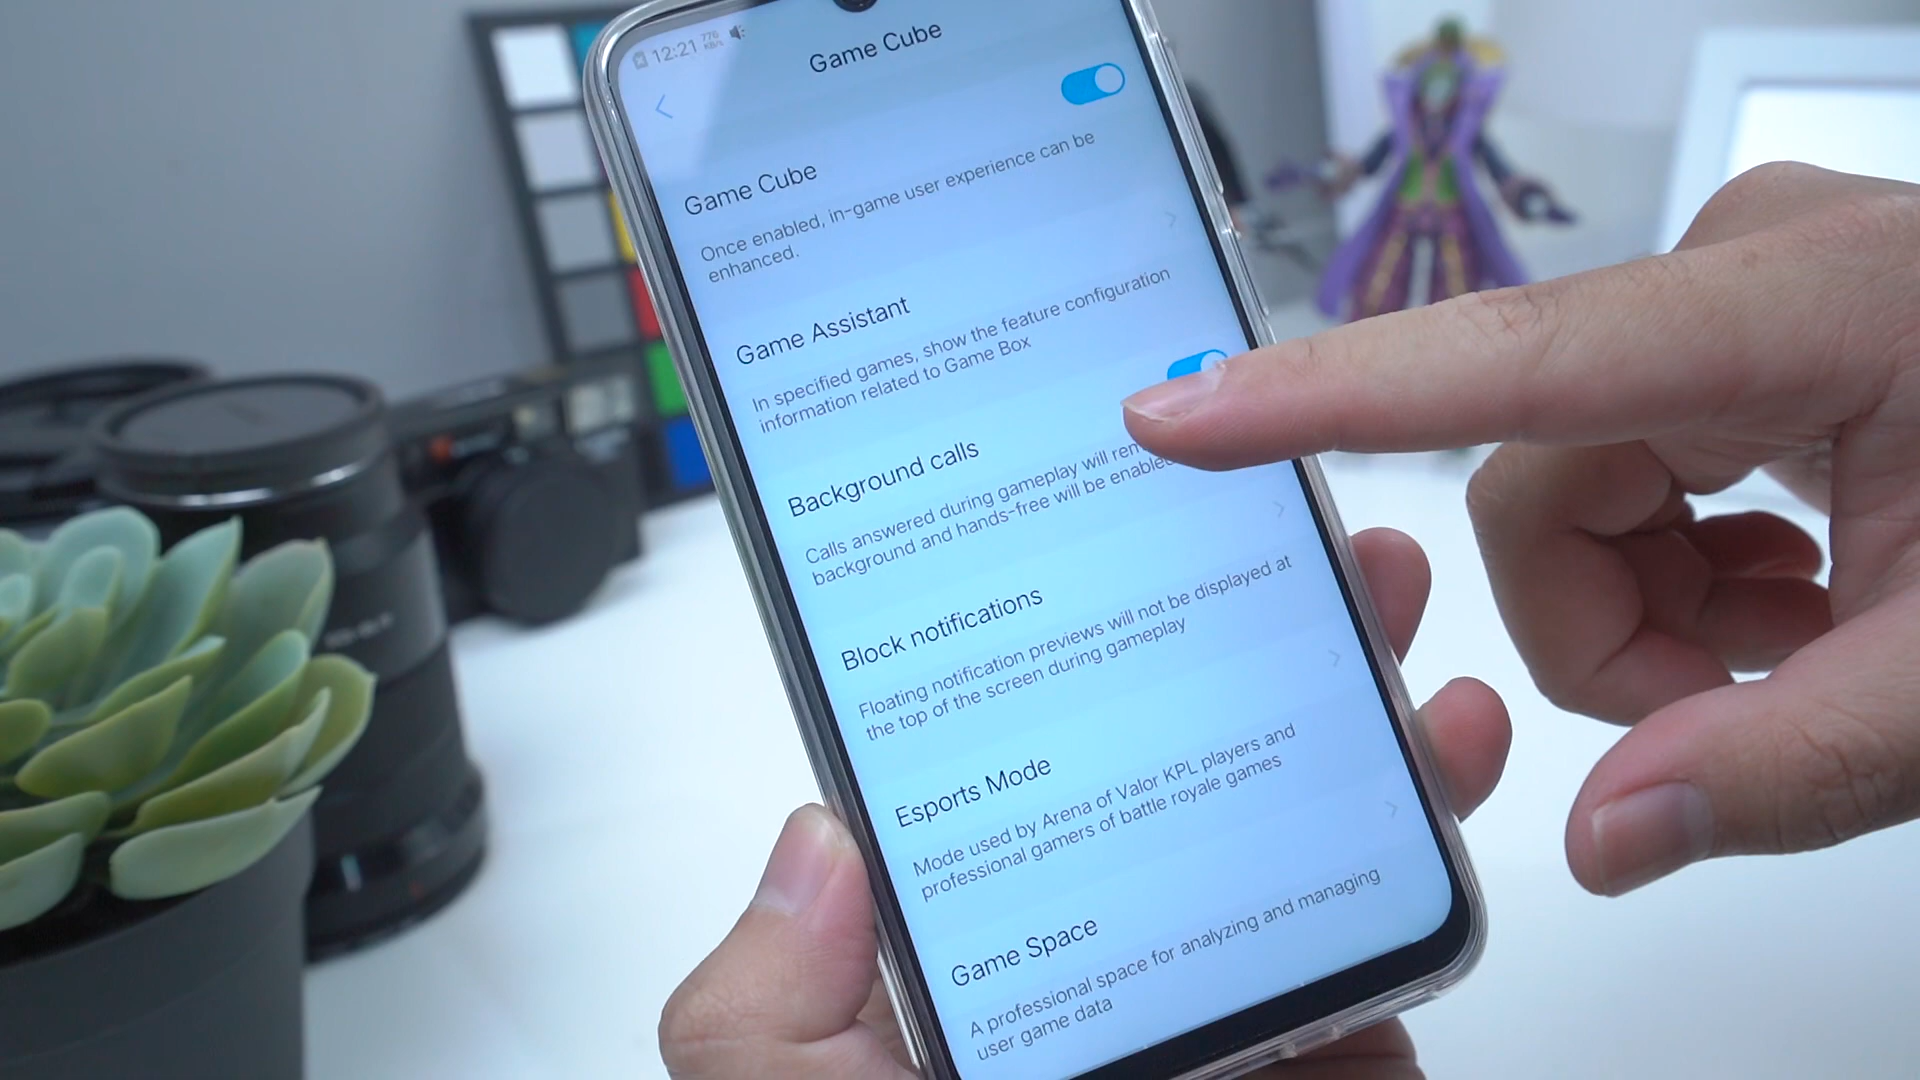 12:21 776 KB/s
Game Cube
Game Cube
Once enabled, in-game user experience can be
enhanced.
Game Assistant
In specified games, show the feature configuration
information related to Game Box
Background calls
Calls answered during gameplay will
background and hands-free will be enabled
Block notifications
Floating notification previews will not be displayed at
the top of the screen during gameplay
Esports Mode
Mode used by Arena of Valor KPL players and
professional gamers of battle royale games
Game Space
A professional space for analyzing and managing
user game data